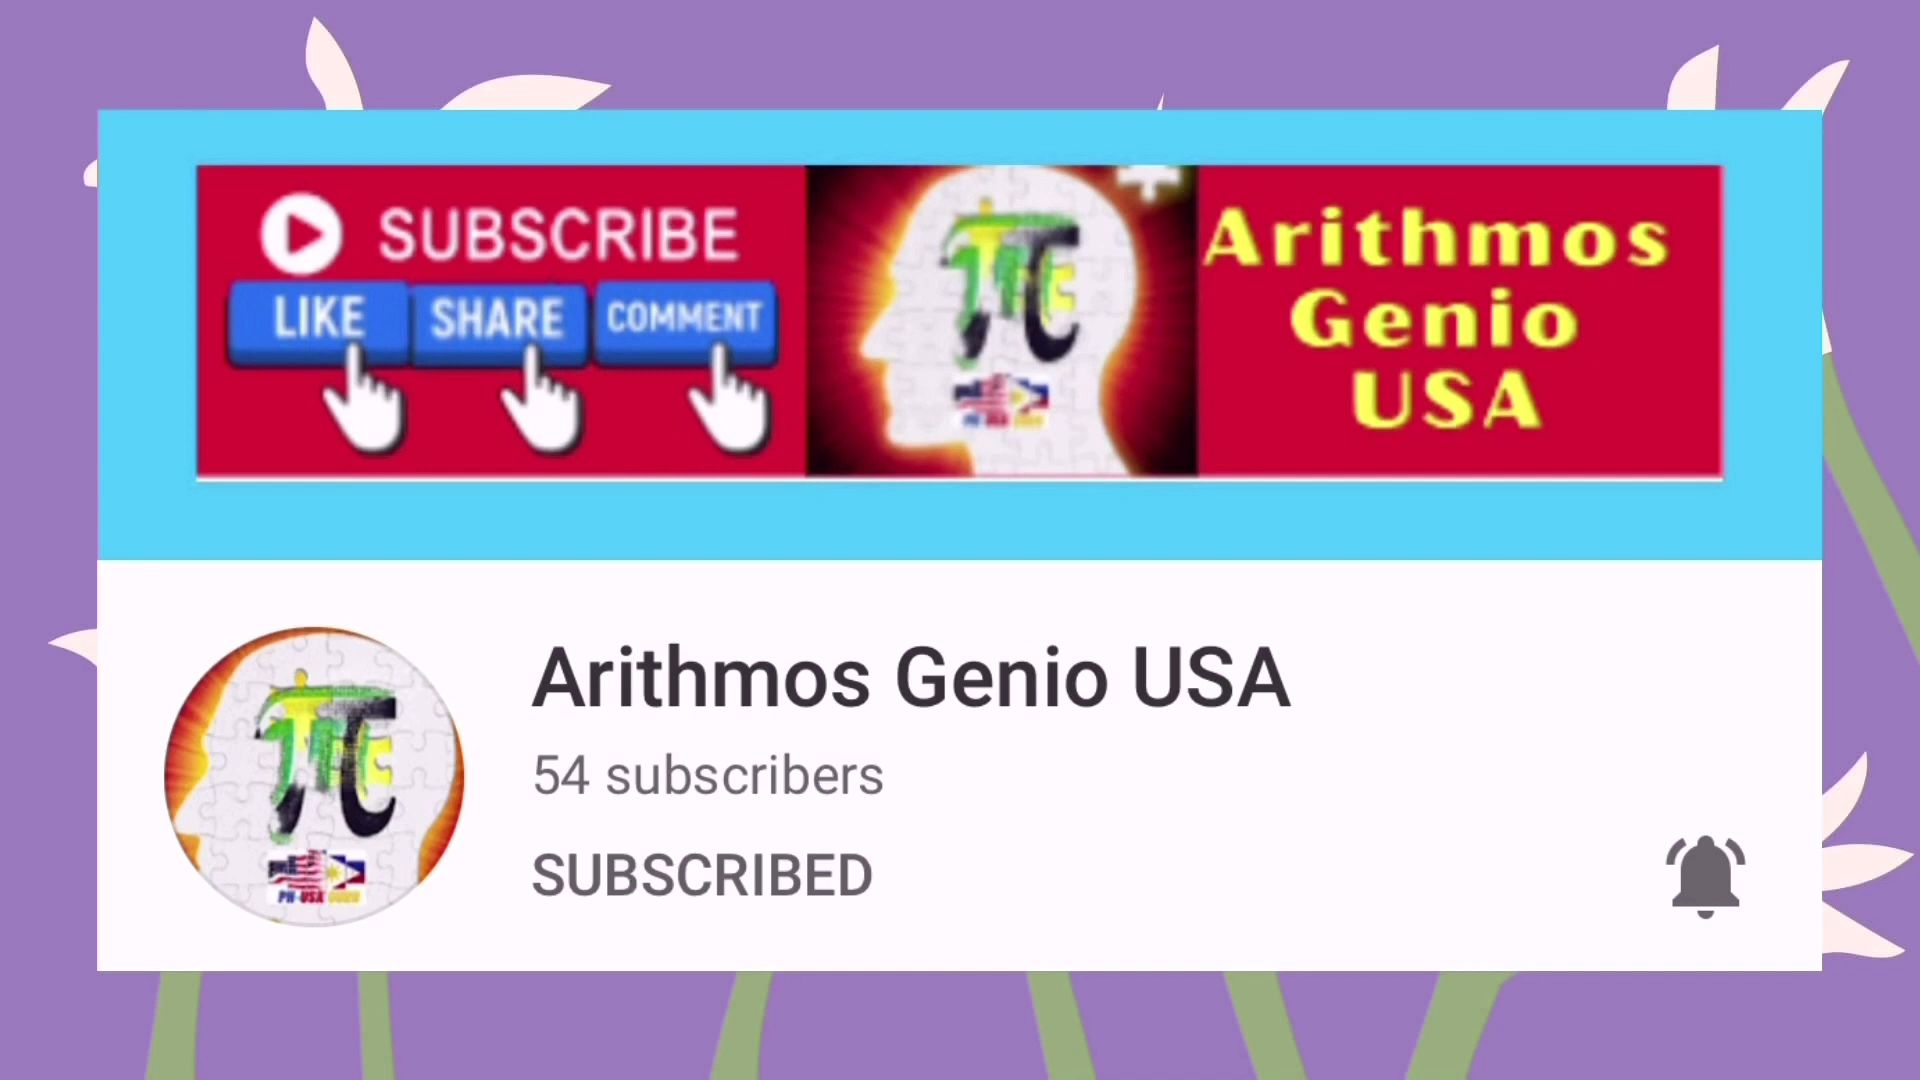 SUBSCRIBE
LIKE SHARE COMMENT
Arithmos
Genio
USA
Arithmos Genio USA
54 subscribers
SUBSCRIBED